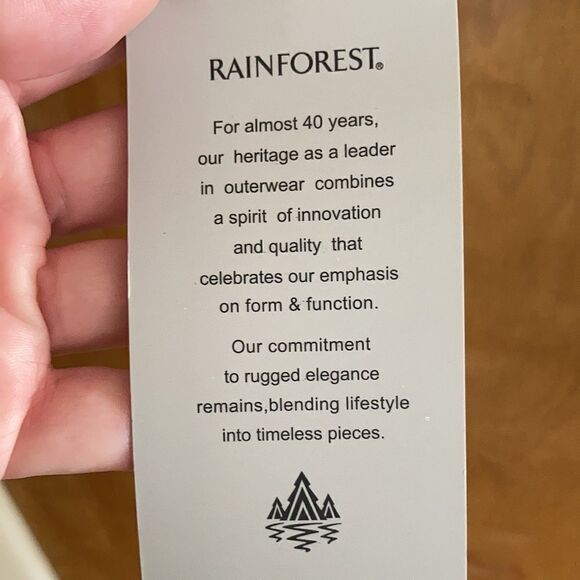 RAINFOREST®
For almost 40 years,
our heritage as a leader
in outerwear combines
a spirit of innovation
and quality that
celebrates our emphasis
on form & function.
Our commitment
to rugged elegance
remains,blending lifestyle
into timeless pieces.